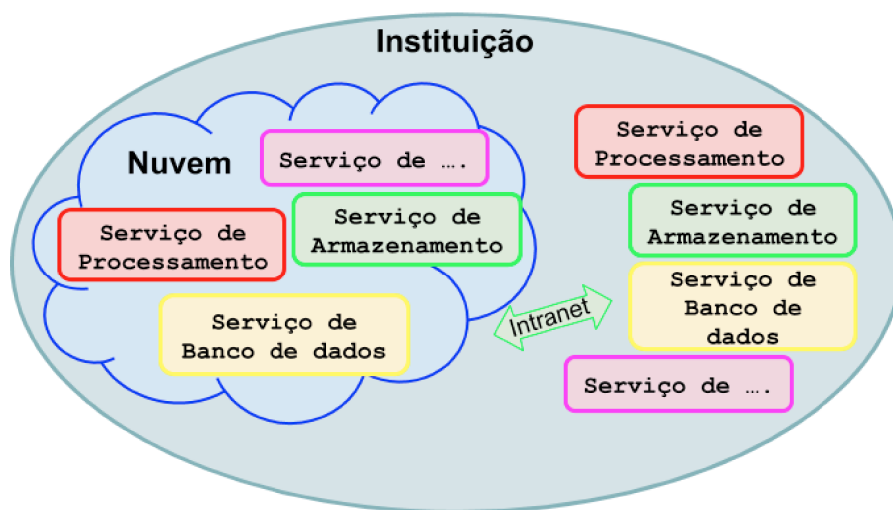 Instituição
Nuvem
Serviço de ….
Serviço de
Processamento
Serviço de
Armazenamento
Serviço de
Banco de dados
Intranet
Serviço de
Processamento
Serviço de
Armazenamento
Serviço de
Banco de
dados
Serviço de ….